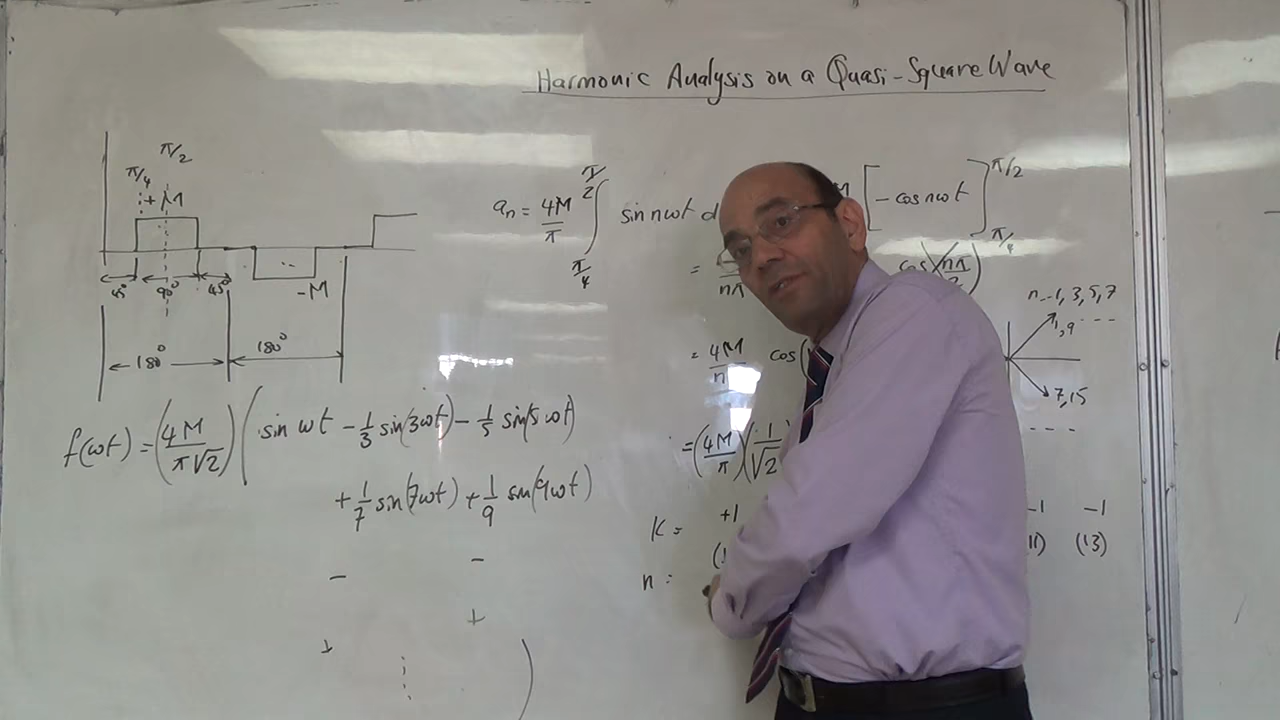 Harmonic Analysis on a Quasi-Square Wave
π/2
π/4
+M
-M
45° 90° 45°
180° 180°
f(ωt) = (4M/π√2) ( sin ωt - 1/3 sin(3ωt) - 1/5 sin(5ωt)
+ 1/7 sin(7ωt) + 1/9 sin(9ωt)
- -
+ +
)
aₙ = 4M/π ∫ π/4 π/2 sin nωt d
[-cos nωt] π/2 π/4
=
nπ
cos(nπ/2)
= 4M/n cos(
n = 1, 3, 5, 7
1, 9 ---
7, 15
----
= (4M/π)(1/√2
K = +1 -1 -1
n: 11) (13)